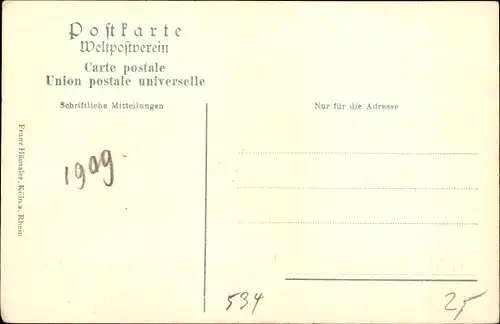 Postkarte
Weltpostverein
Carte postale
Union postale universelle
Schriftliche Mitteilungen
Nur für die Adresse
1909.
Franz Hänseler, Köln a. Rhein
534
25